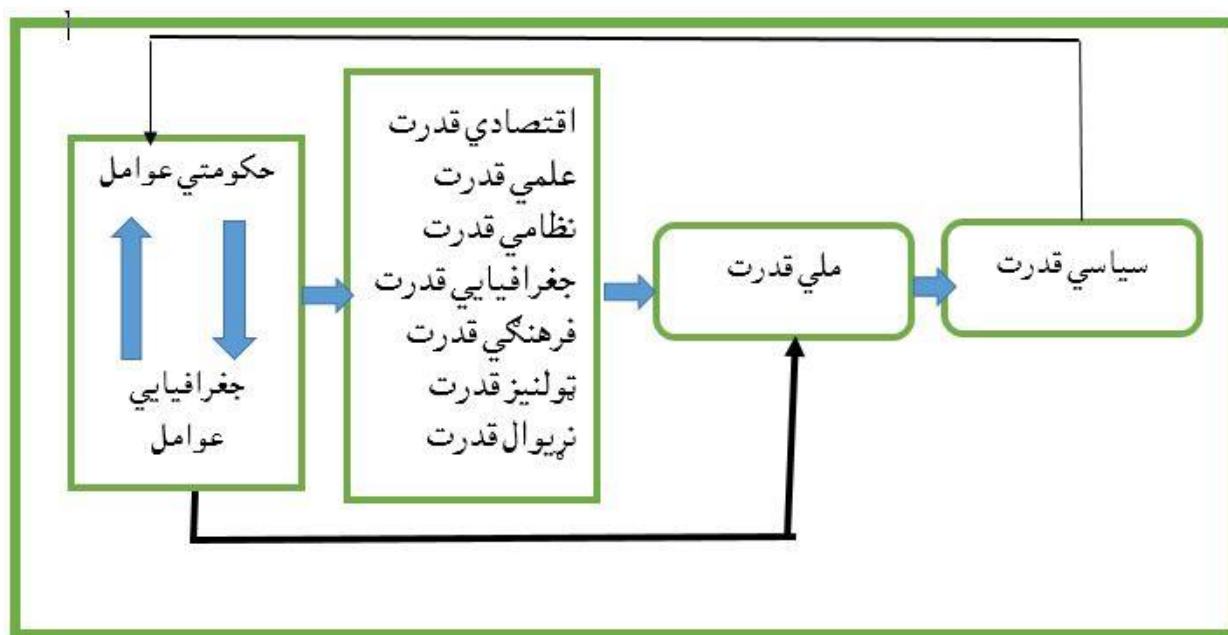 حکومتي عوامل
جغرافيايي
عوامل
اقتصادي قدرت
علمي قدرت
نظامي قدرت
جغرافيايي قدرت
فرهنګي قدرت
ټولنيز قدرت
نړيوال قدرت
ملي قدرت
سياسي قدرت